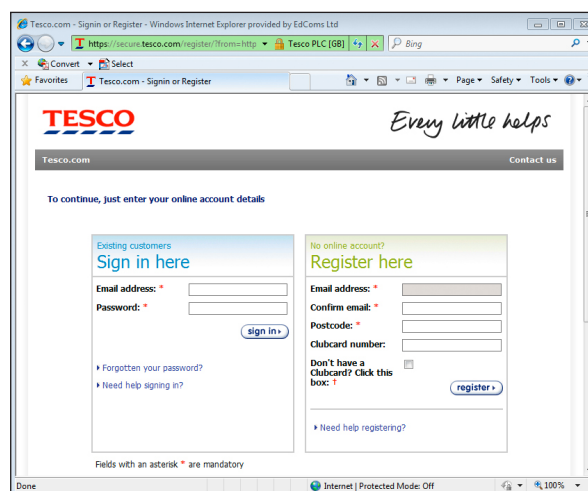 Tesco.com - Signin or Register - Windows Internet Explorer provided by EdComs Ltd
https://secure.tesco.com/register/?from=http Tesco PLC [GB] Bing
x Convert Select
Favorites Tesco.com - Signin or Register Page Safety Tools
TESCO Every little helps
Tesco.com Contact us
To continue, just enter your online account details
Existing customers
Sign in here
Email address: *
Password: *
sign in
Forgotten your password?
Need help signing in?
No online account?
Register here
Email address: *
Confirm email: *
Postcode: *
Clubcard number:
Don't have a
Clubcard? Click this
box: †
register
Need help registering?
Fields with an asterisk * are mandatory
Done Internet | Protected Mode: Off 100%